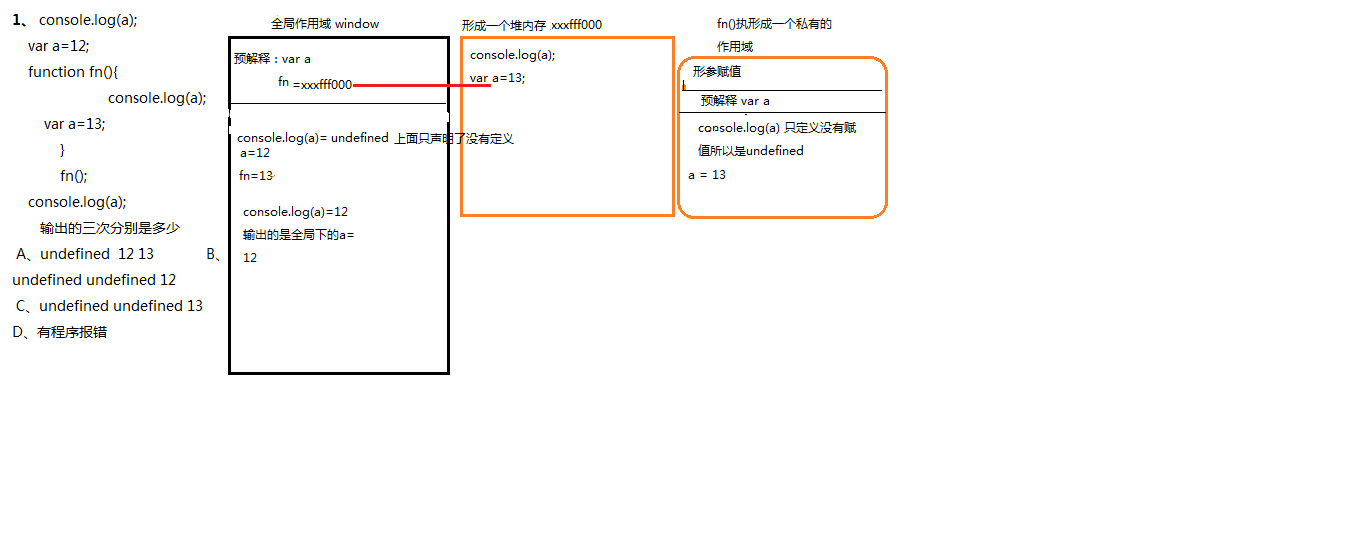 1、 console.log(a);
var a=12;
function fn(){
console.log(a);
var a=13;
}
fn();
console.log(a);
输出的三次分别是多少
A、undefined 12 13 B、
undefined undefined 12
C、undefined undefined 13
D、有程序报错
全局作用域 window
预解释：var a
fn =xxxfff000
console.log(a)= undefined 上面只声明了没有定义
a=12
fn=13
console.log(a)=12
输出的是全局下的a=
12
形成一个堆内存 xxxfff000
console.log(a);
var a=13;
fn()执形成一个私有的
作用域
形参赋值
预解释 var a
console.log(a) 只定义没有赋
值所以是undefined
a = 13